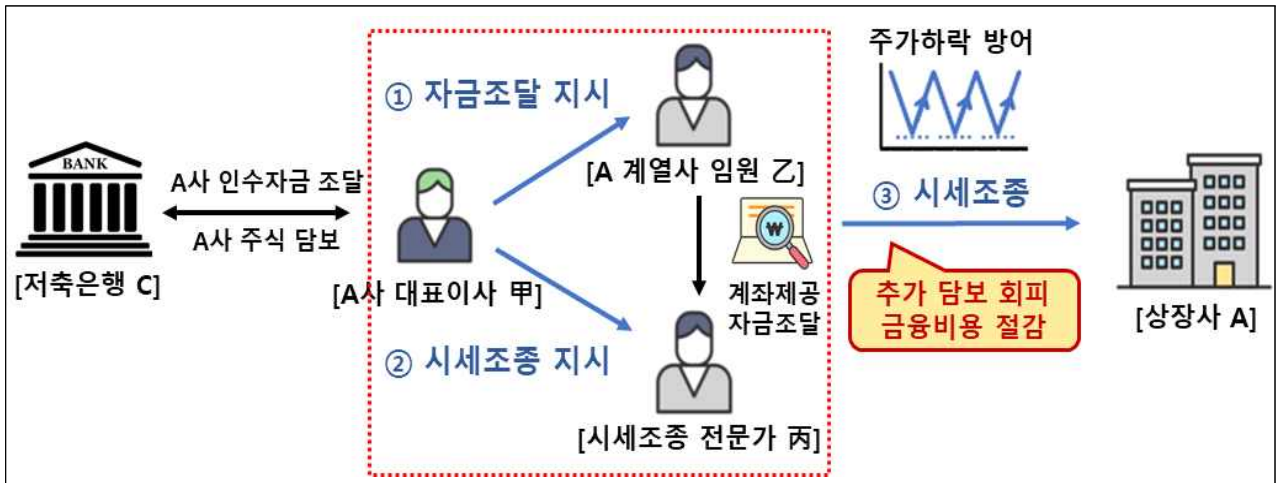 BANK
[저축은행 C]
A사 인수자금 조달
A사 주식 담보
[A사 대표이사 甲]
① 자금조달 지시
② 시세조종 지시
[A 계열사 임원 乙]
₩
계좌제공
자금조달
[시세조종 전문가 丙]
주가하락 방어
③ 시세조종
추가 담보 회피
금융비용 절감
[상장사 A]